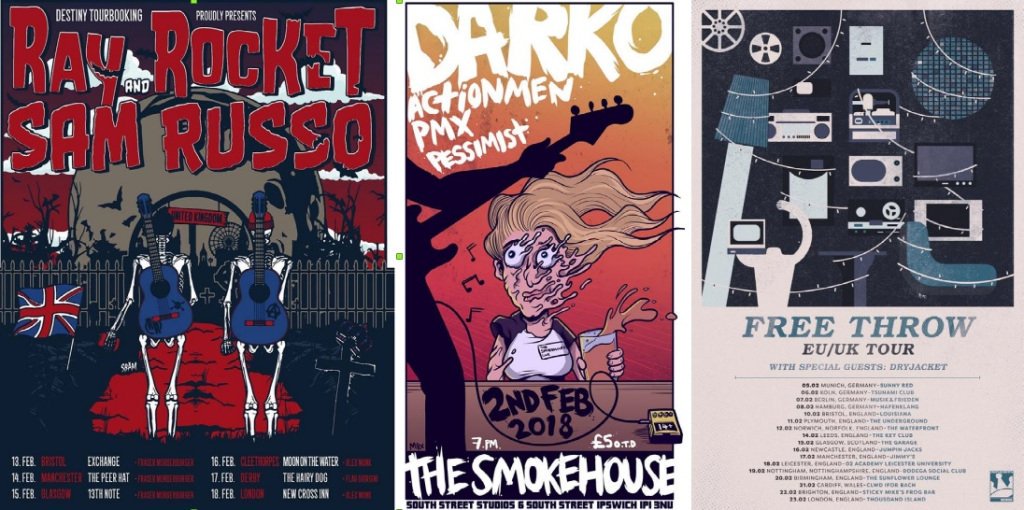 DESTINY TOURBOOKING PROUDLY PRESENTS
RAY ROCKET
AND
SAM RUSSO
UNITED KINGDOM
13. FEB. BRISTOL EXCHANGE
14. FEB. MANCHESTER THE PEER HAT
15. FEB. GLASGOW 13TH NOTE
16. FEB. CLEETHORPES MOON ON THE WATER
17. FEB. DERBY THE HAIRY DOG
18. FEB. LONDON NEW CROSS INN
DARKO
ACTIONMEN
PMX
PESSIMIST
2ND FEB
2018
14+
7.PM. £5 O.T.D
THE SMOKEHOUSE
SOUTH STREET STUDIOS 6 SOUTH STREET IPSWICH IP1 3NU
FREE THROW
EU/UK TOUR
WITH SPECIAL GUESTS: DRYJACKET
05.02 MUNICH, GERMANY-SUNNY RED
06.02 KOLN, GERMANY-TSUNAMI CLUB
07.02 BERLIN, GERMANY-MUSIK & FRIEDEN
08.02 HAMBURG, GERMANY-HAFENKLANG
10.02 BRISTOL, ENGLAND-LOUISIANA
11.02 PLYMOUTH, ENGLAND-THE UNDERGROUND
12.02 NORWICH, NORFOLK, ENGLAND-THE WATERFRONT
14.02 LEEDS, ENGLAND-THE KEY CLUB
15.02 GLASGOW, SCOTLAND-THE GARAGE
16.02 NEWCASTLE, ENGLAND-JUMPIN JACKS
17.02 MANCHESTER, ENGLAND-JIMMY'S
18.02 LEICESTER, ENGLAND-O2 ACADEMY LEICESTER UNIVERSITY
19.02 NOTTINGHAM, NOTTINGHAMSHIRE, ENGLAND-BODEGA SOCIAL CLUB
20.02 BIRMINGHAM, ENGLAND-THE SUNFLOWER LOUNGE
21.02 CARDIFF, WALES-CLWB IFOR BACH
22.02 BRIGHTON, ENGLAND-STICKY MIKE'S FROG BAR
23.02 LONDON, ENGLAND-THOUSAND ISLAND